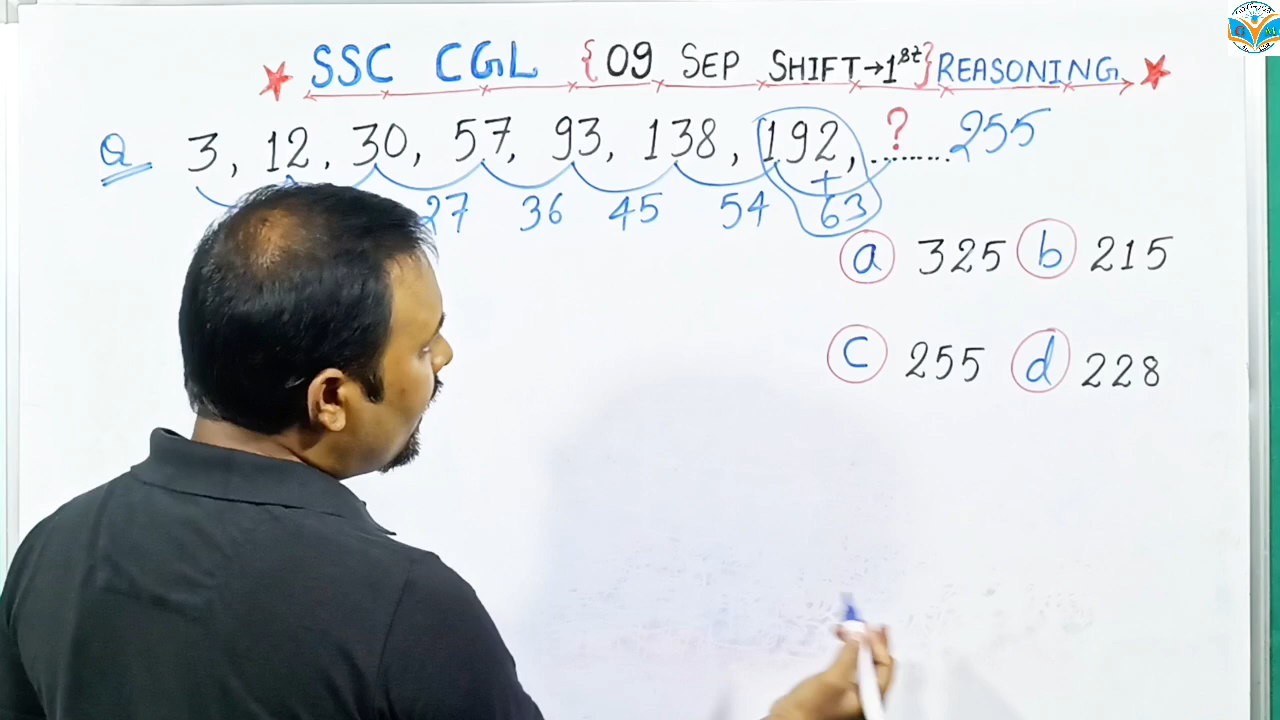 SSC CGL {09 SEP SHIFT→1st} REASONING
Q 3, 12, 30, 57, 93, 138, 192, ?......... 255
27 36 45 54 + 63
a 325 b 215
c 255 d 228